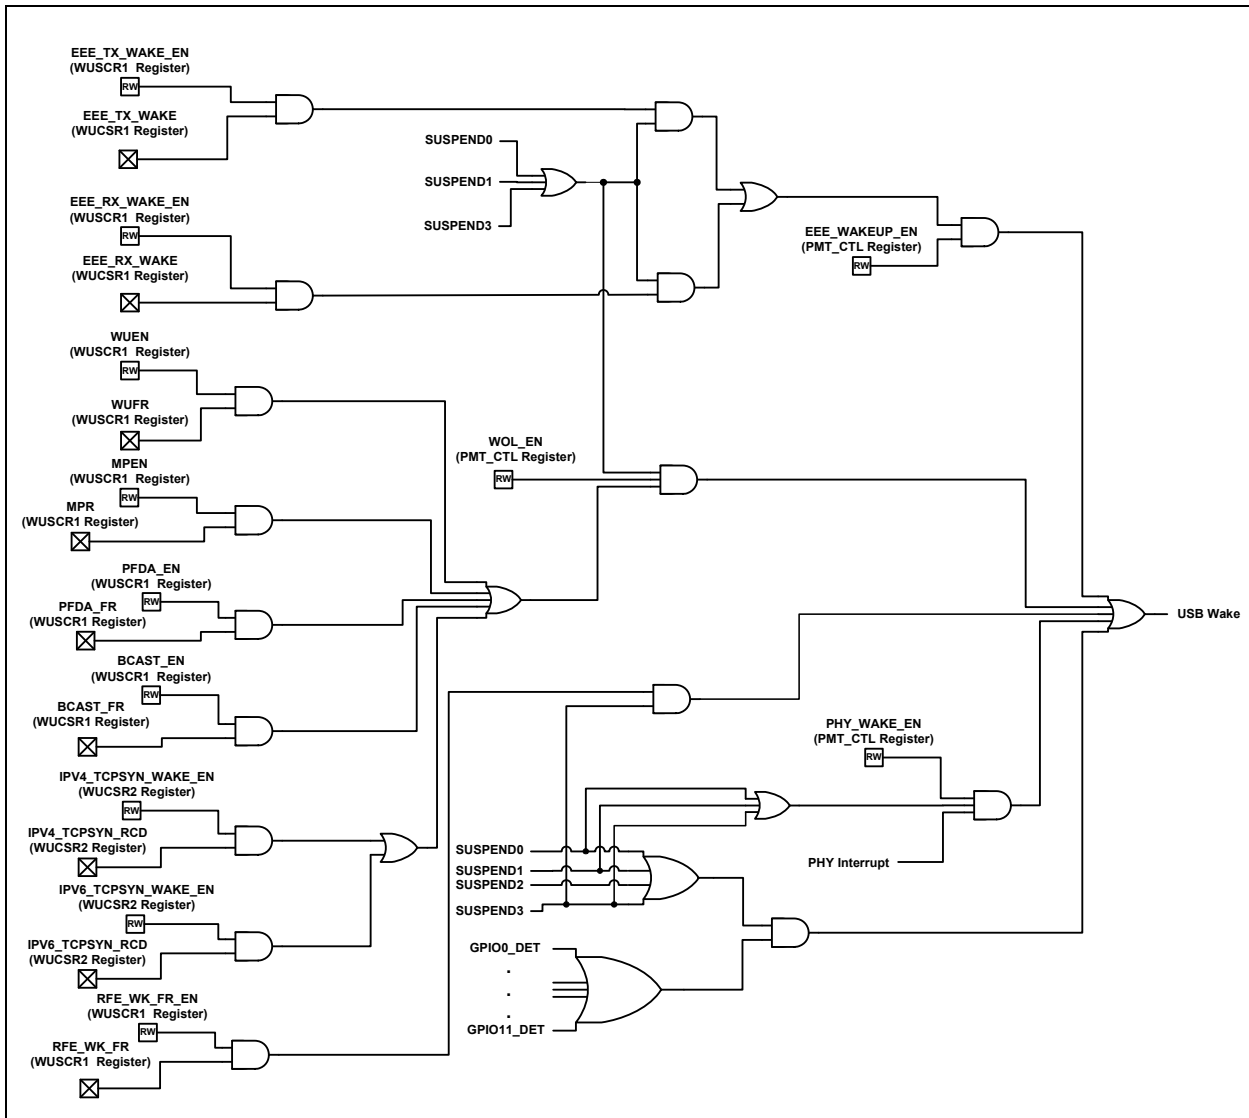 EEE_TX_WAKE_EN
(WUSCR1 Register)
RW
EEE_TX_WAKE
(WUCSR1 Register)
SUSPEND0
SUSPEND1
SUSPEND3
EEE_RX_WAKE_EN
(WUSCR1 Register)
RW
EEE_RX_WAKE
(WUCSR1 Register)
EEE_WAKEUP_EN
(PMT_CTL Register)
RW
WUEN
(WUSCR1 Register)
RW
WUFR
(WUSCR1 Register)
WOL_EN
(PMT_CTL Register)
RW
MPEN
(WUSCR1 Register)
RW
MPR
(WUSCR1 Register)
PFDA_EN
(WUSCR1 Register)
RW
PFDA_FR
(WUSCR1 Register)
USB Wake
BCAST_EN
(WUSCR1 Register)
RW
BCAST_FR
(WUCSR1 Register)
PHY_WAKE_EN
(PMT_CTL Register)
RW
IPV4_TCPSYN_WAKE_EN
(WUCSR2 Register)
RW
IPV4_TCPSYN_RCD
(WUCSR2 Register)
SUSPEND0
SUSPEND1
SUSPEND2
SUSPEND3
PHY Interrupt
IPV6_TCPSYN_WAKE_EN
(WUCSR2 Register)
RW
IPV6_TCPSYN_RCD
(WUCSR2 Register)
GPIO0_DET
.
.
.
GPIO11_DET
RFE_WK_FR_EN
(WUSCR1 Register)
RW
RFE_WK_FR
(WUSCR1 Register)